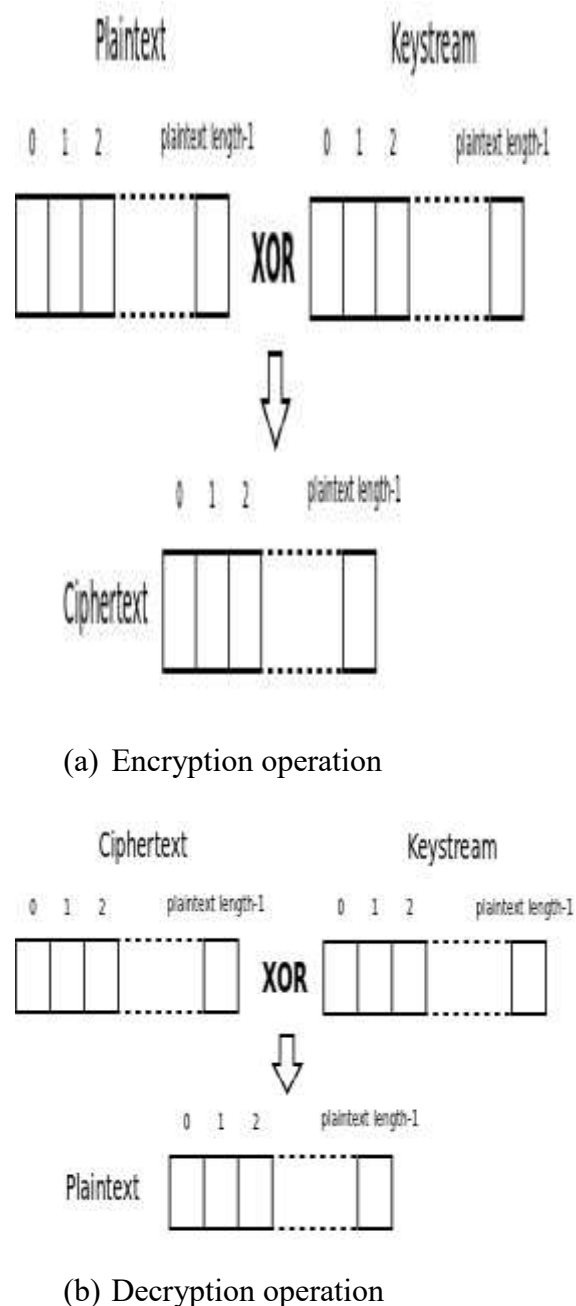 Plaintext Keystream
0 1 2 plaintext length-1 0 1 2 plaintext length-1
XOR
0 1 2 plaintext length-1
Ciphertext
(a) Encryption operation
Ciphertext Keystream
0 1 2 plaintext length-1 0 1 2 plaintext length-1
XOR
0 1 2 plaintext length-1
Plaintext
(b) Decryption operation